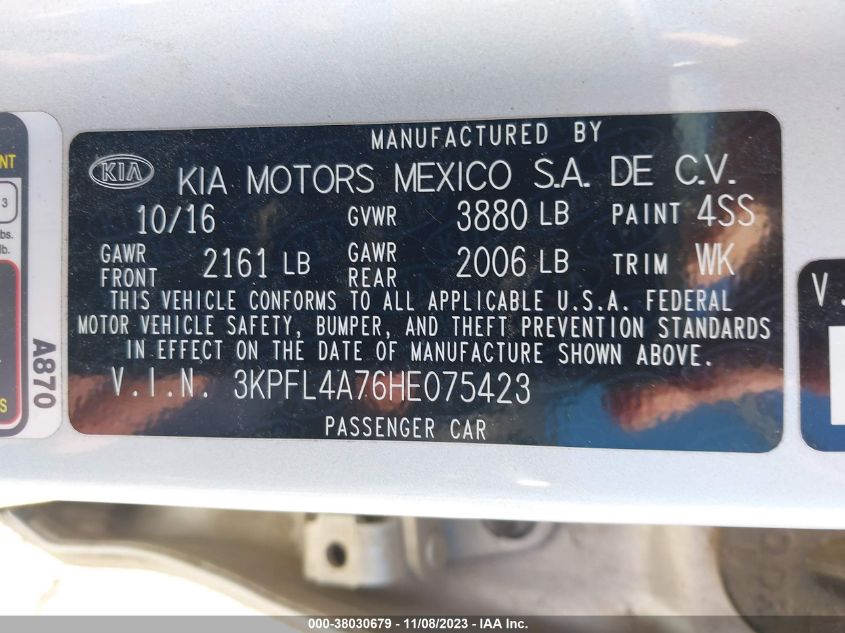 MANUFACTURED BY
KIA KIA MOTORS MEXICO S.A. DE C.V.
10/16 GVWR 3880 LB PAINT 4SS
GAWR FRONT 2161 LB GAWR REAR 2006 LB TRIM WK
THIS VEHICLE CONFORMS TO ALL APPLICABLE U.S.A. FEDERAL
MOTOR VEHICLE SAFETY, BUMPER, AND THEFT PREVENTION STANDARDS
IN EFFECT ON THE DATE OF MANUFACTURE SHOWN ABOVE.
V.I.N. 3KPFL4A76HE075423
PASSENGER CAR
A870
3
lb.
V.
000-38030679 - 11/08/2023 - IAA Inc.